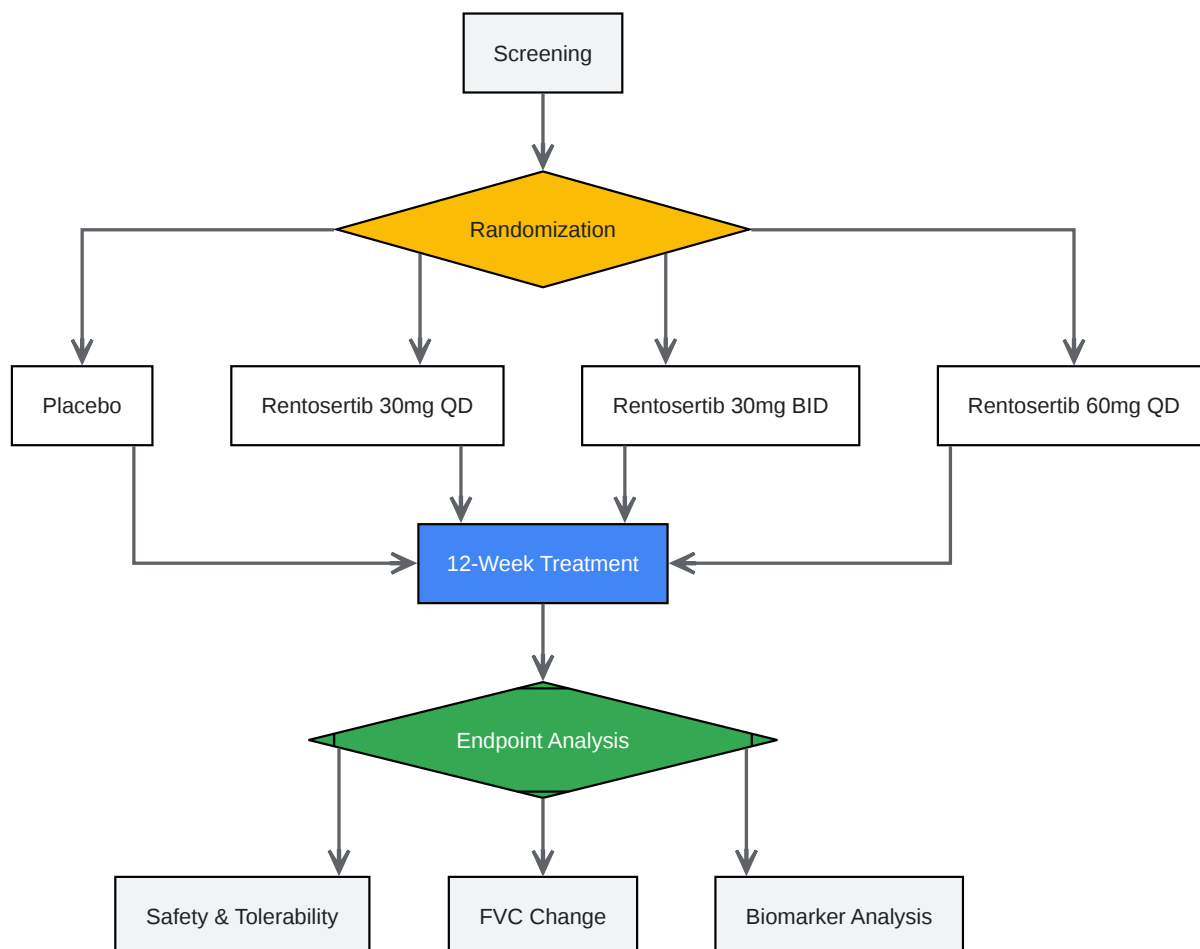 Screening
Randomization
Placebo
Rentosertib 30mg QD
Rentosertib 30mg BID
Rentosertib 60mg QD
12-Week Treatment
Endpoint Analysis
Safety & Tolerability
FVC Change
Biomarker Analysis